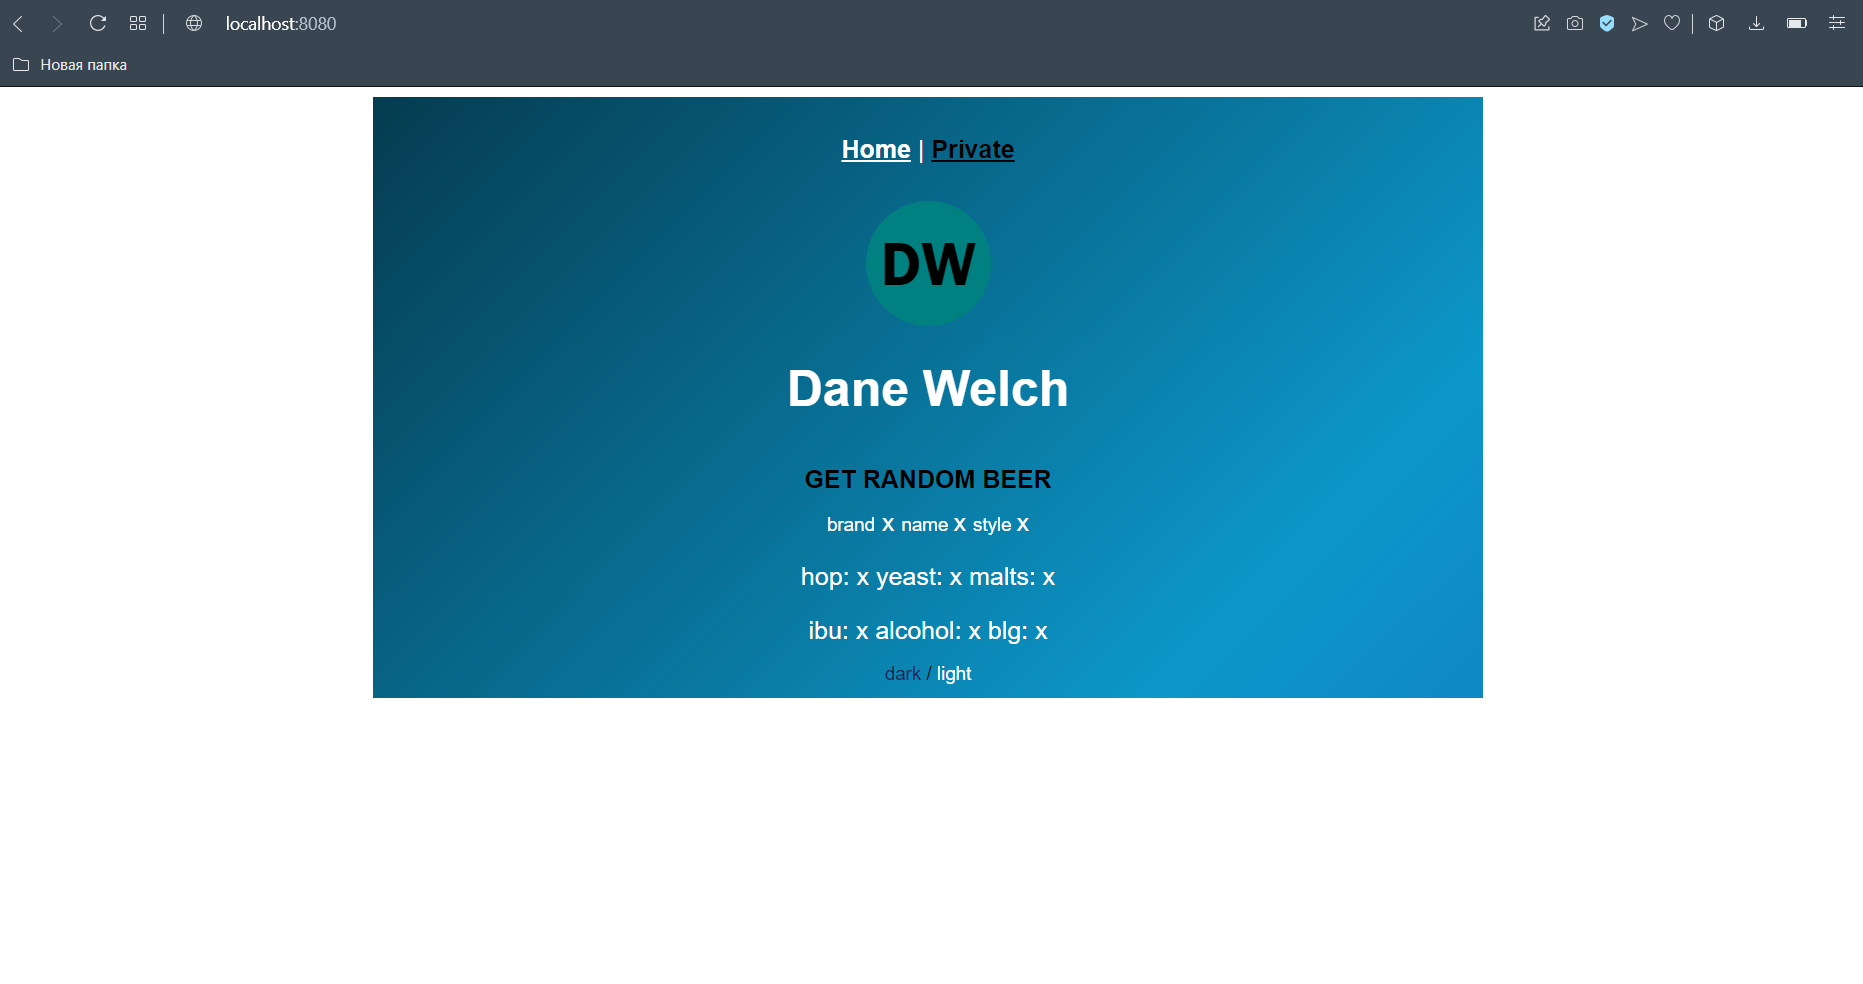 localhost:8080
Новая папка
Home | Private
DW
Dane Welch
GET RANDOM BEER
brand X name X style X
hop: x yeast: x malts: x
ibu: x alcohol: x blg: x
dark / light